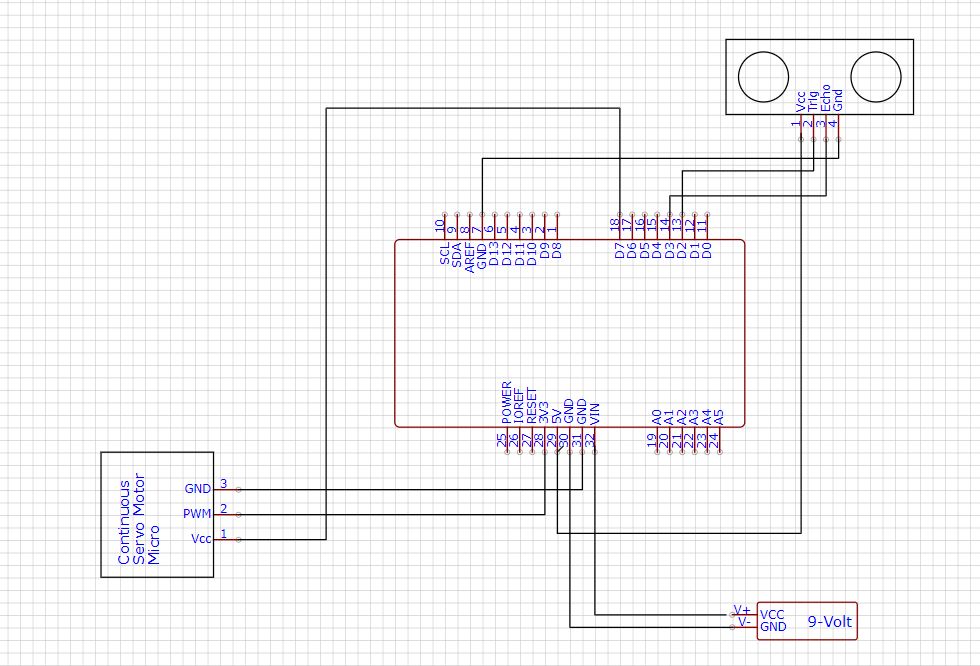 Vcc
Trig
Echo
Gnd
1
2
3
4
10
9
8
7
6
5
4
3
2
1
18
17
16
15
14
13
12
11
SCL
SDA
AREF
GND
D13
D12
D11
D10
D9
D8
D7
D6
D5
D4
D3
D2
D1
D0
POWER
IOREF
RESET
3V3
5V
GND
GND
VIN
A0
A1
A2
A3
A4
A5
25
26
27
28
29
30
31
32
19
20
21
22
23
24
Continuous
Servo Motor
Micro
GND 3
PWM 2
Vcc 1
V+ VCC
V- GND
9-Volt